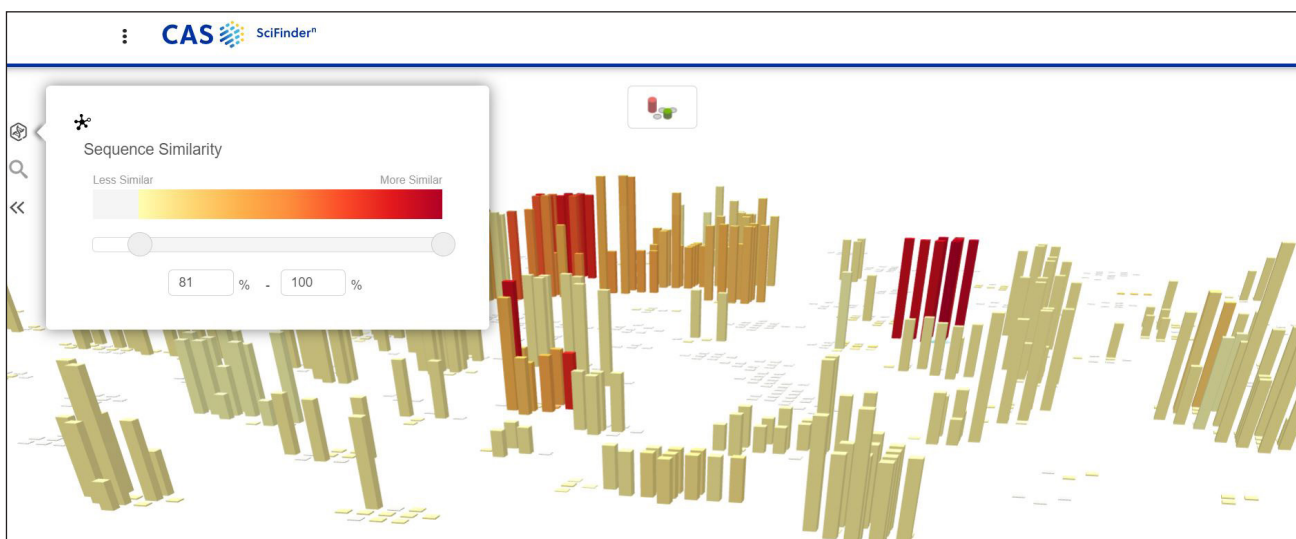 CAS SciFinderⁿ
Sequence Similarity
Less Similar More Similar
81 % - 100 %